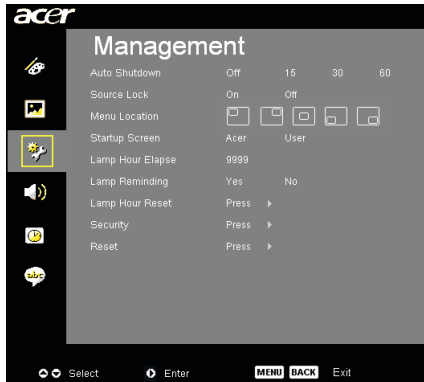 acer
Management
Auto Shutdown Off 15 30 60
Source Lock On Off
Menu Location
Startup Screen Acer User
Lamp Hour Elapse 9999
Lamp Reminding Yes No
Lamp Hour Reset Press
Security Press
Reset Press
abc
Select Enter MENU BACK Exit